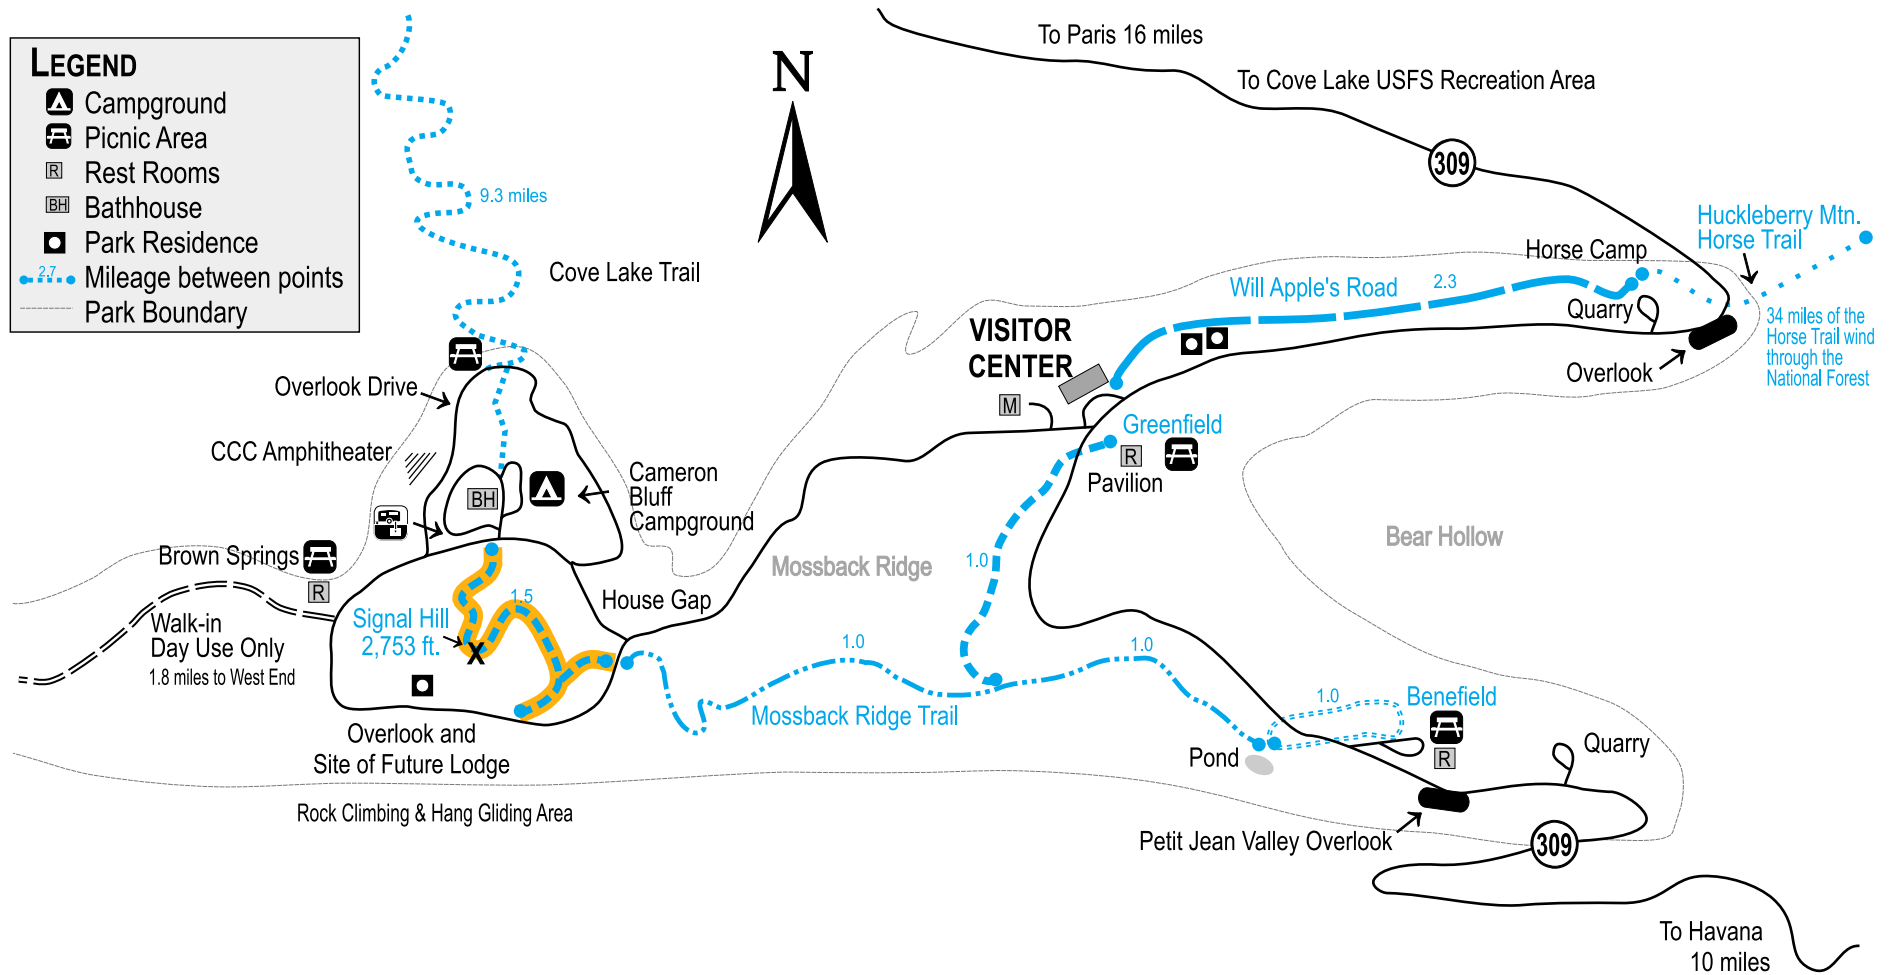 LEGEND
Campground
Picnic Area
R Rest Rooms
BH Bathhouse
Park Residence
2.7 Mileage between points
Park Boundary
N
To Paris 16 miles
To Cove Lake USFS Recreation Area
309
9.3 miles
Cove Lake Trail
Huckleberry Mtn.
Horse Trail
Horse Camp
Will Apple's Road
2.3
Quarry
34 miles of the
Horse Trail wind
through the
National Forest
Overlook
VISITOR
CENTER
M
Greenfield
R
Pavilion
Overlook Drive
CCC Amphitheater
BH
Cameron
Bluff
Campground
Brown Springs
R
Mossback Ridge
1.0
Bear Hollow
House Gap
Walk-in
Day Use Only
1.8 miles to West End
Signal Hill
2,753 ft.
1.5
X
1.0
1.0
Mossback Ridge Trail
1.0
Benefield
R
Quarry
Pond
Overlook and
Site of Future Lodge
Rock Climbing & Hang Gliding Area
Petit Jean Valley Overlook
309
To Havana
10 miles